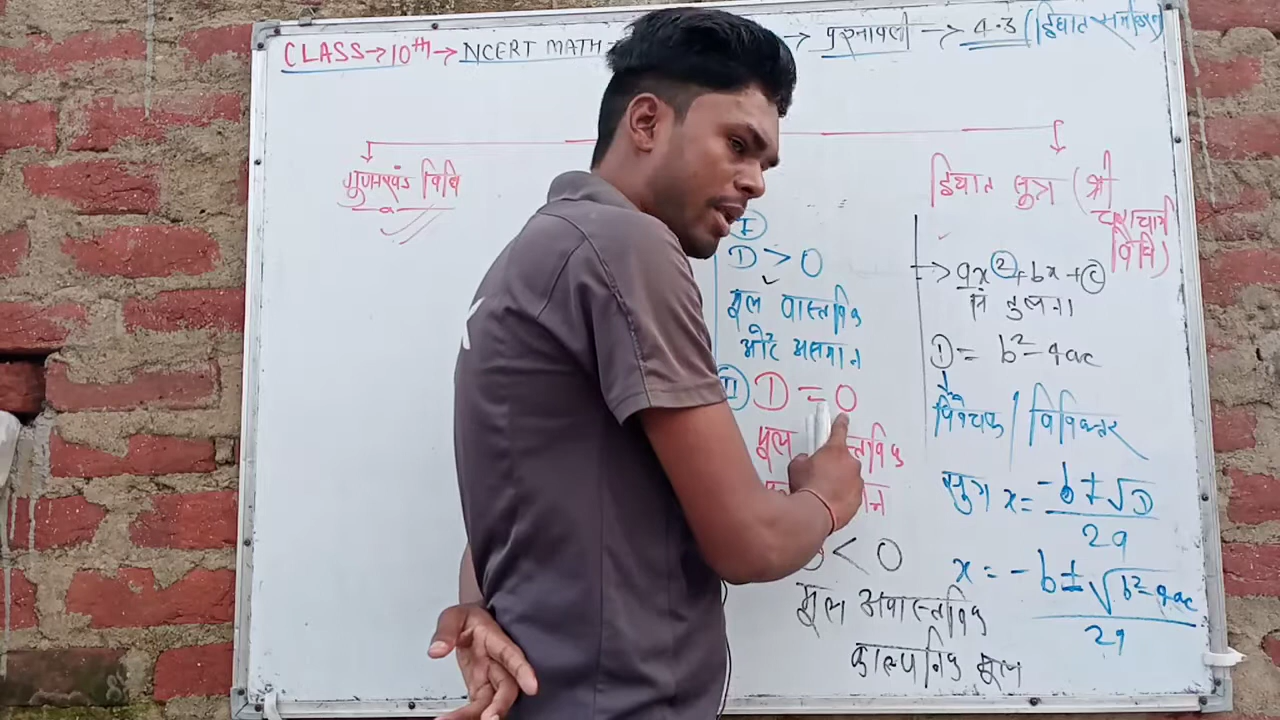 CLASS→10th→NCERT MATH → प्रश्नावली → 4.3 (द्विघात समीकरण)
गुणनखंड विधि
द्विघात सूत्र (श्री
विधि)
I
D > 0
मूल वास्तविक
और असमान
II D = 0
मूल
D < 0
मूल अवास्तविक
काल्पनिक मूल
→ ax²+bx+c
से तुलना
D = b²-4ac
विवेचक / विविक्तकर
सूत्र x = -b ± √D / 2a
x = -b ± √b²-4ac / 2a